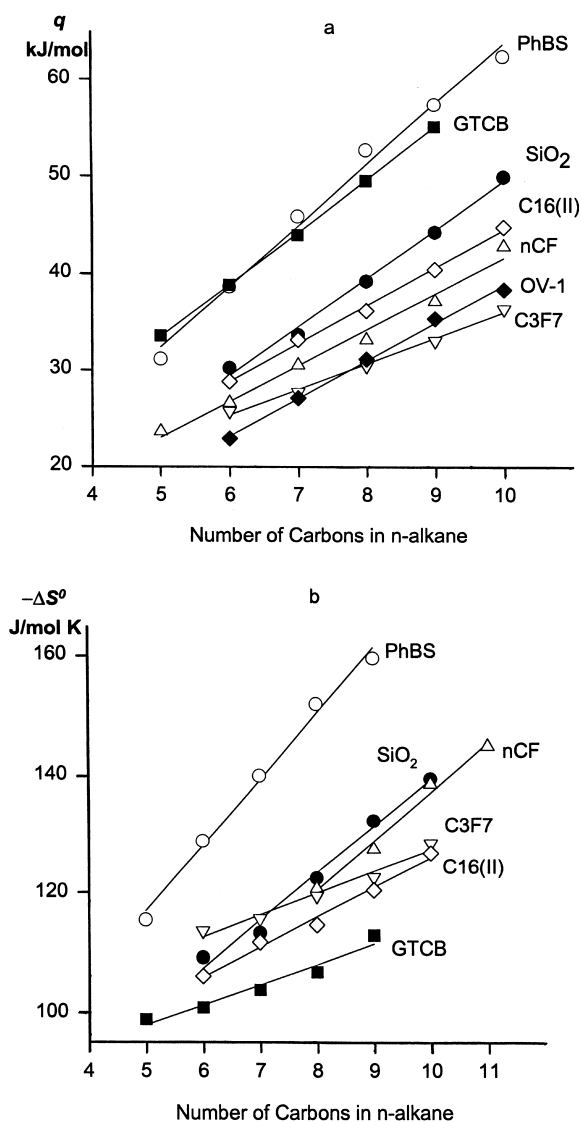 q
a
kJ/mol
PhBS
60
GTCB
SiO2
50
C16(II)
nCF
40
OV-1
C3F7
30
20
4 5 6 7 8 9 10
Number of Carbons in n-alkane
−ΔS⁰
b
J/mol K
160
PhBS
SiO2
nCF
140
C3F7
C16(II)
120
GTCB
100
4 5 6 7 8 9 10 11
Number of Carbons in n-alkane